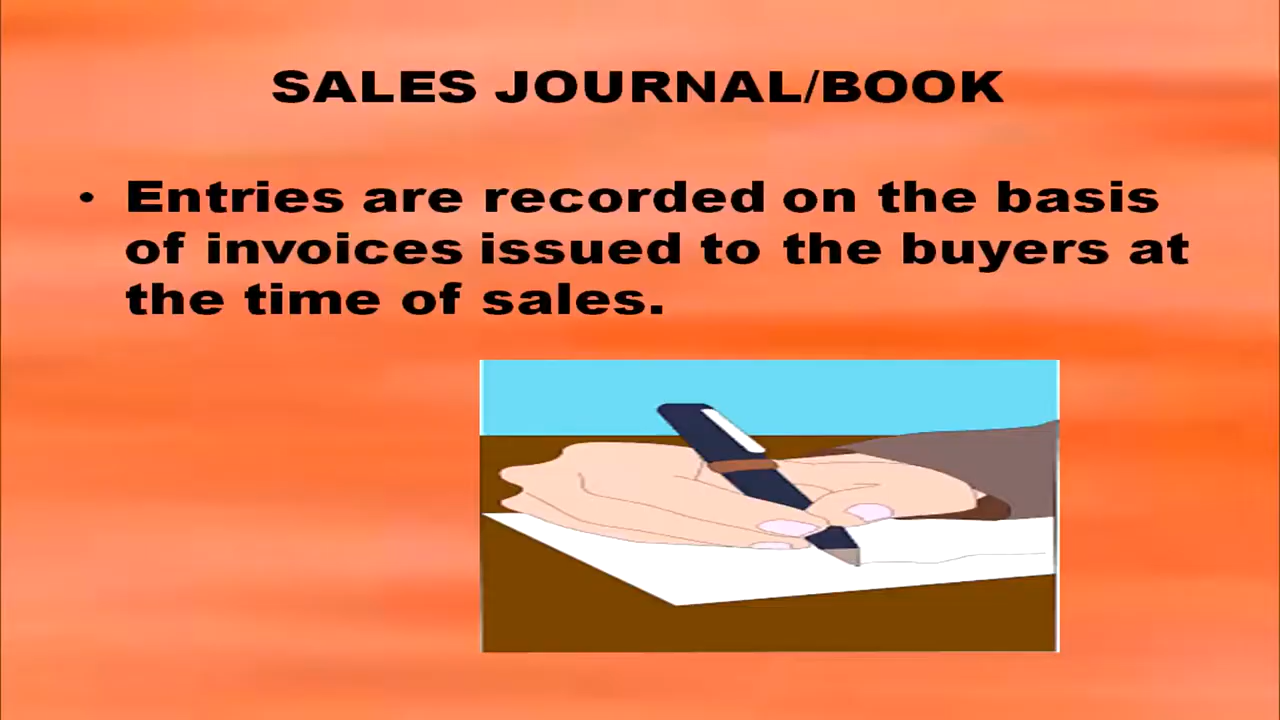 SALES JOURNAL/BOOK
• Entries are recorded on the basis
of invoices issued to the buyers at
the time of sales.